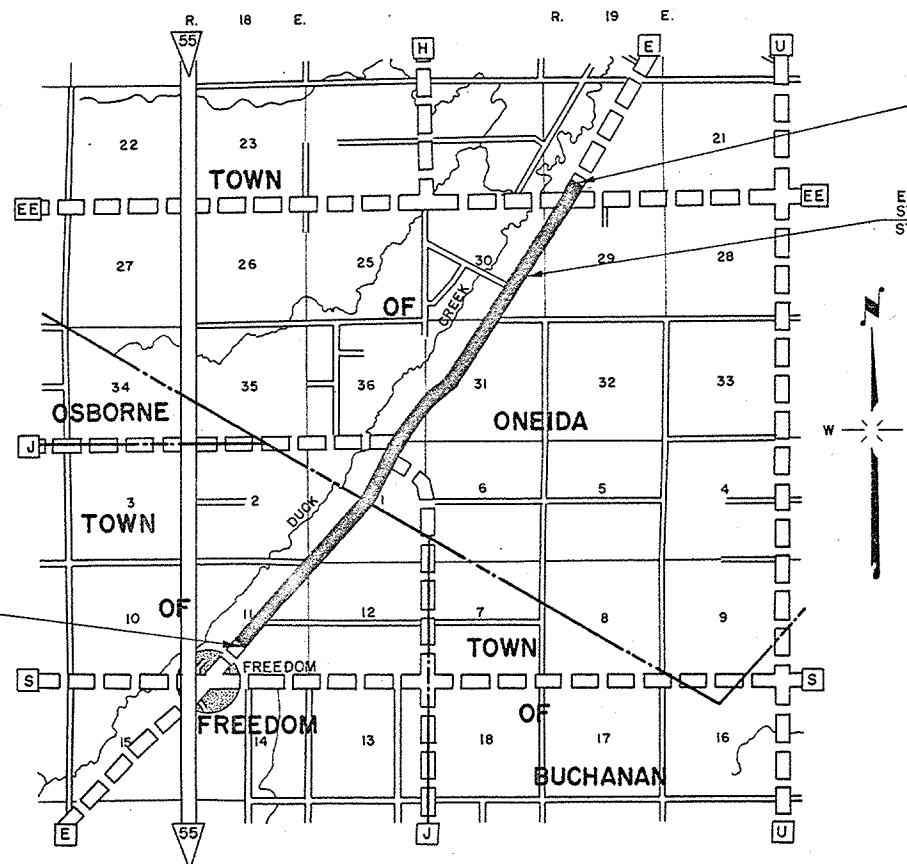 R. 18 E. R. 19 E.
55 H E U
22 23 21
TOWN
EE EE
E
S
S
27 26 25 30 29 28
OF
CREEK
34 35 36 31 32 33
OSBORNE ONEIDA
J
W
3 2 1 6 5 4
DUCK
TOWN
10 11 12 7 8 9
OF
TOWN
S FREEDOM S
FREEDOM OF
15 14 13 18 17 16
BUCHANAN
E 55 J U